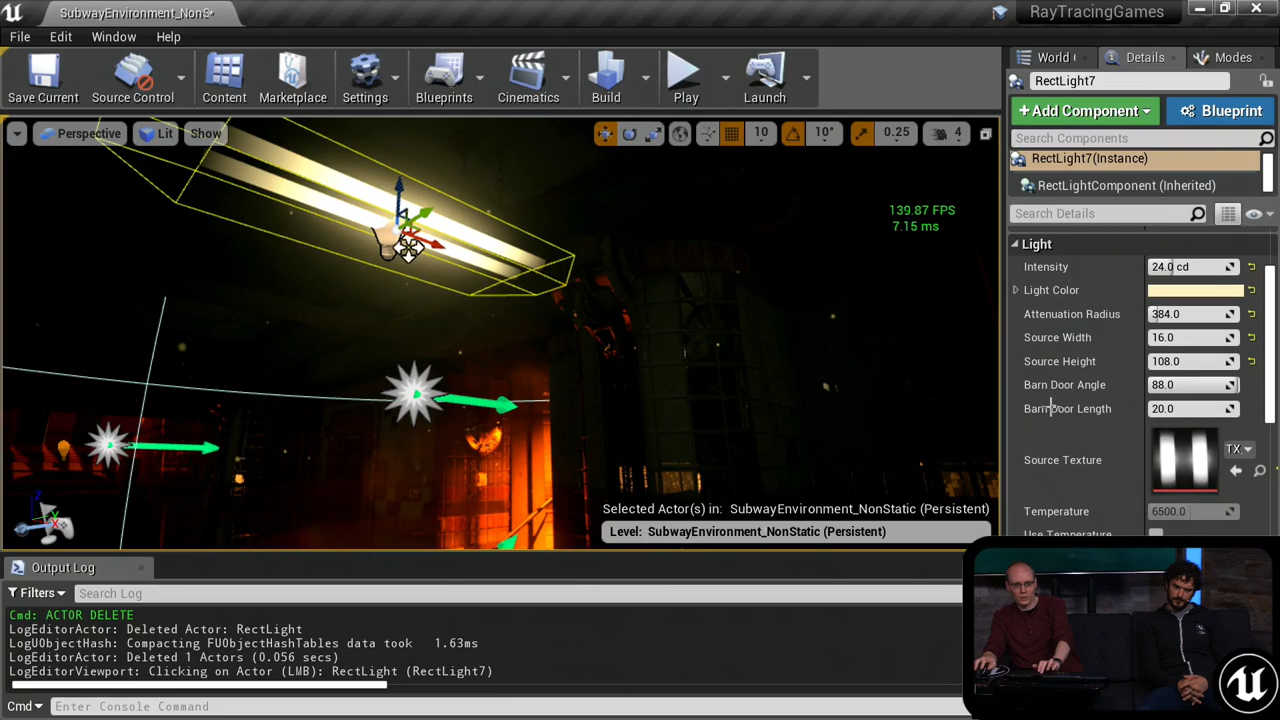 SubwayEnvironment_NonS*
RayTracingGames
File Edit Window Help
Save Current Source Control Content Marketplace Settings Blueprints Cinematics Build Play Launch
Perspective Lit Show 10 10° 0.25 4
139.87 FPS
7.15 ms
Selected Actor(s) in: SubwayEnvironment_NonStatic (Persistent)
Level: SubwayEnvironment_NonStatic (Persistent)
World Details Modes
RectLight7
+Add Component Blueprint
Search Components
RectLight7(Instance)
RectLightComponent (Inherited)
Search Details
Light
Intensity 24.0 cd
Light Color
Attenuation Radius 384.0
Source Width 16.0
Source Height 108.0
Barn Door Angle 88.0
Barn Door Length 20.0
Source Texture TX
Temperature 6500.0
Use Temperature
Output Log
Filters Search Log
Cmd: ACTOR DELETE
LogEditorActor: Deleted Actor: RectLight
LogUObjectHash: Compacting FUObjectHashTables data took 1.63ms
LogEditorActor: Deleted 1 Actors (0.056 secs)
LogEditorViewport: Clicking on Actor (LMB): RectLight (RectLight7)
Cmd Enter Console Command